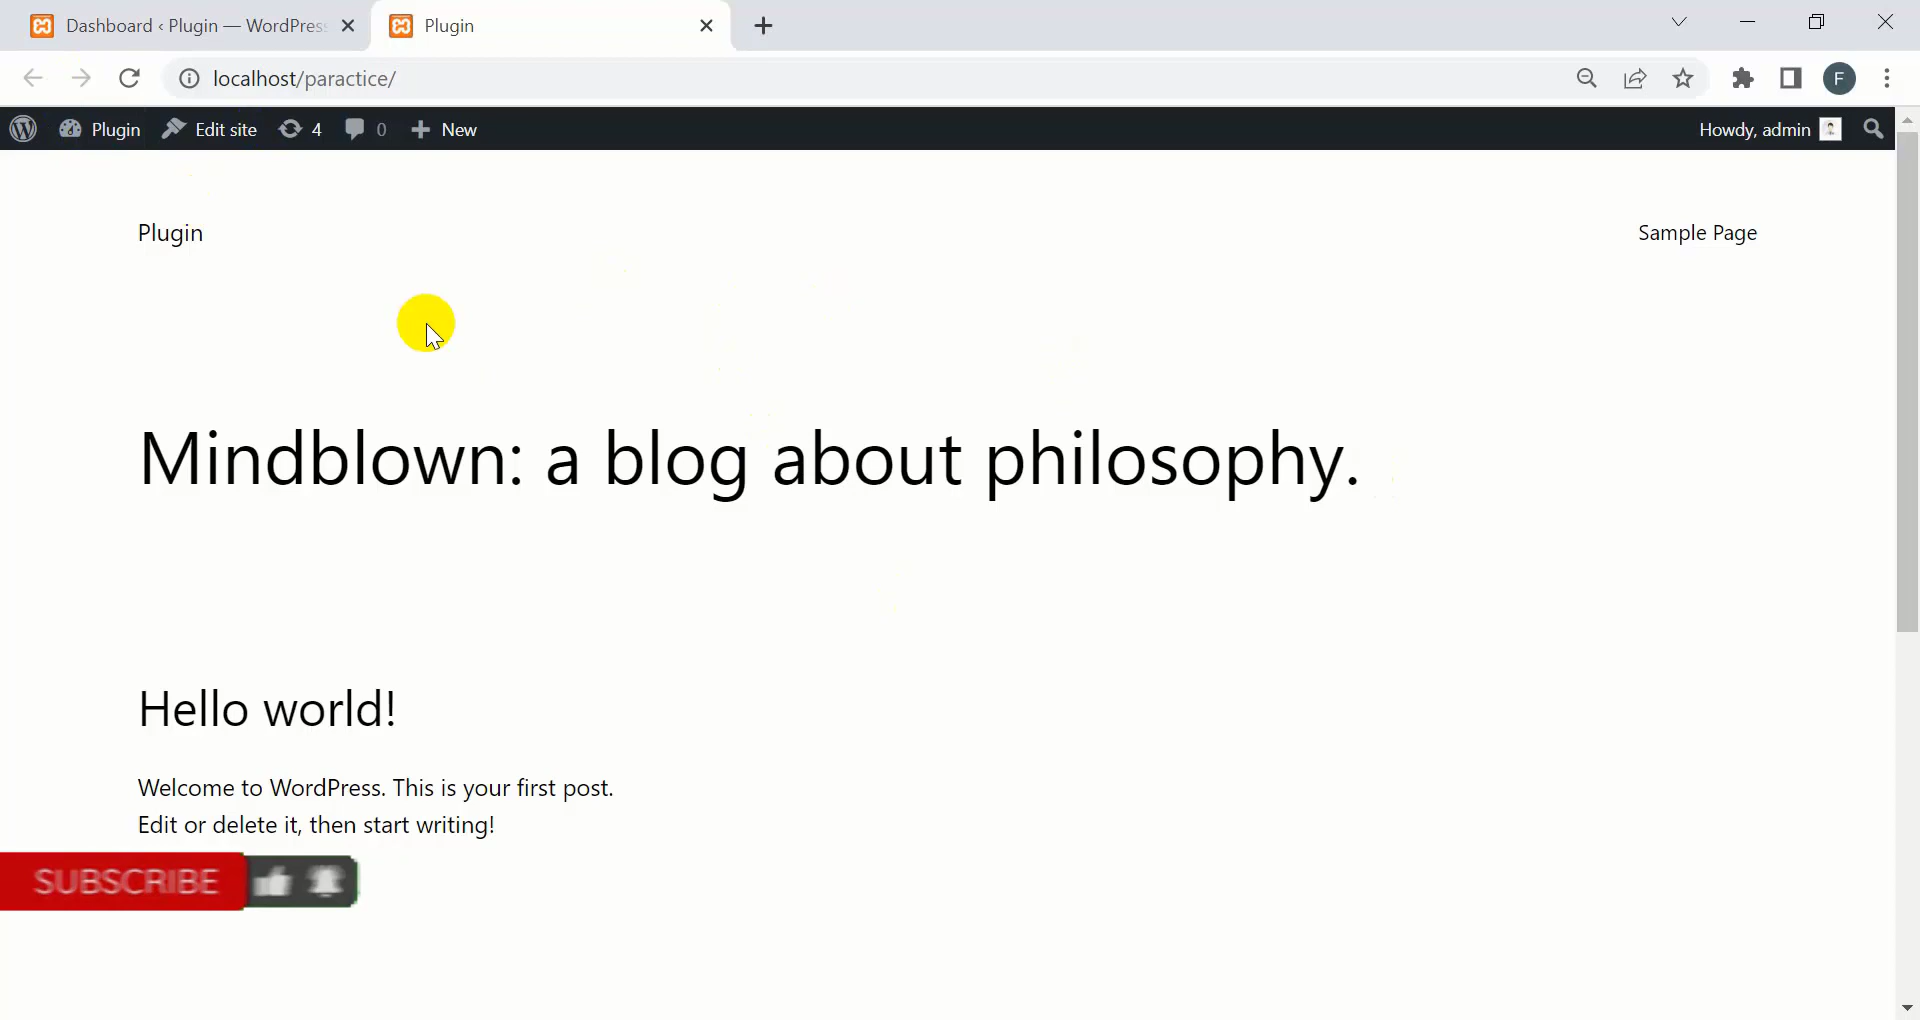 Dashboard ‹ Plugin — WordPres
Plugin
localhost/paractice/
F
Plugin
Edit site
4
0
New
Howdy, admin
Plugin
Sample Page
Mindblown: a blog about philosophy.
Hello world!
Welcome to WordPress. This is your first post.
Edit or delete it, then start writing!
SUBSCRIBE